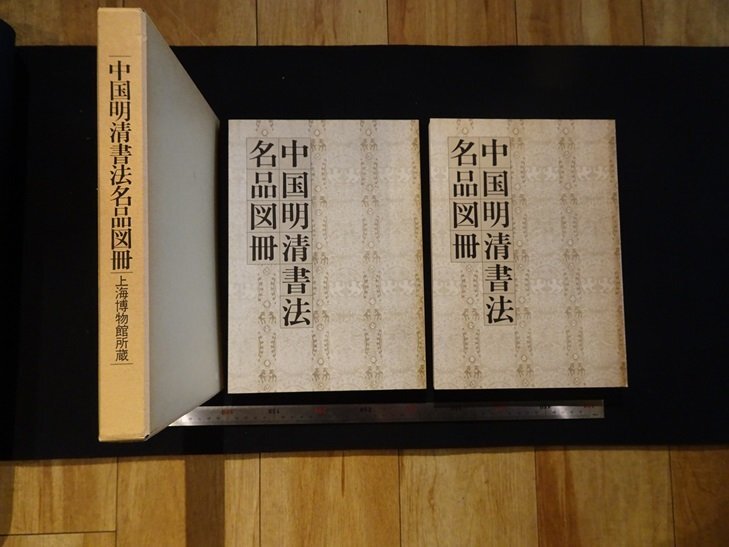 中国明清書法名品図冊
上海博物館所蔵
中国明清書法
名品図冊
中国明清書法
名品図冊